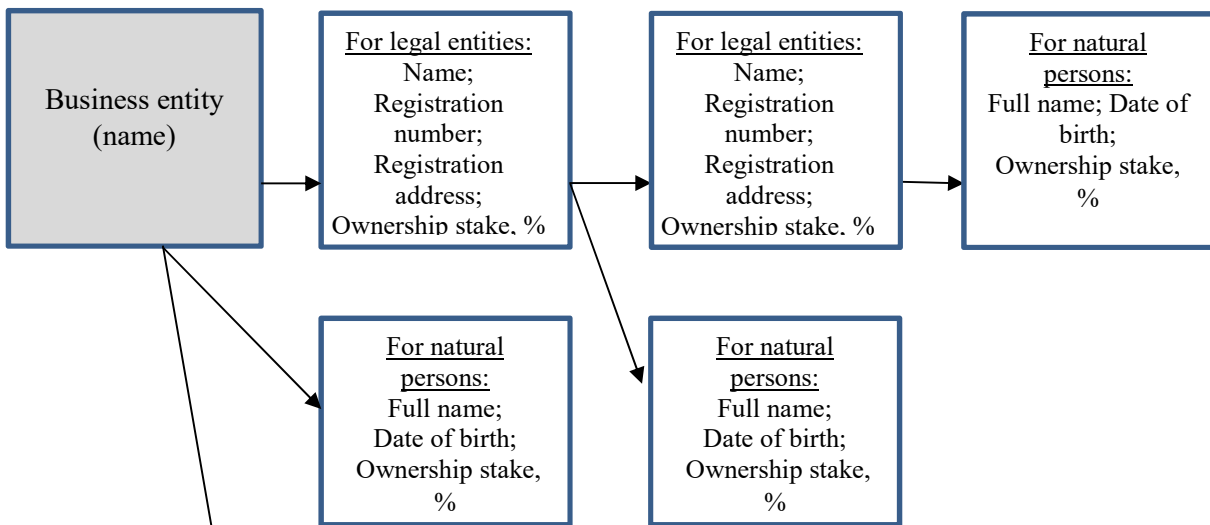 Business entity
(name)
For legal entities:
Name;
Registration
number;
Registration
address;
Ownership stake, %
For legal entities:
Name;
Registration
number;
Registration
address;
Ownership stake, %
For natural
persons:
Full name; Date of
birth;
Ownership stake,
%
For natural
persons:
Full name;
Date of birth;
Ownership stake,
%
For natural
persons:
Full name;
Date of birth;
Ownership stake,
%